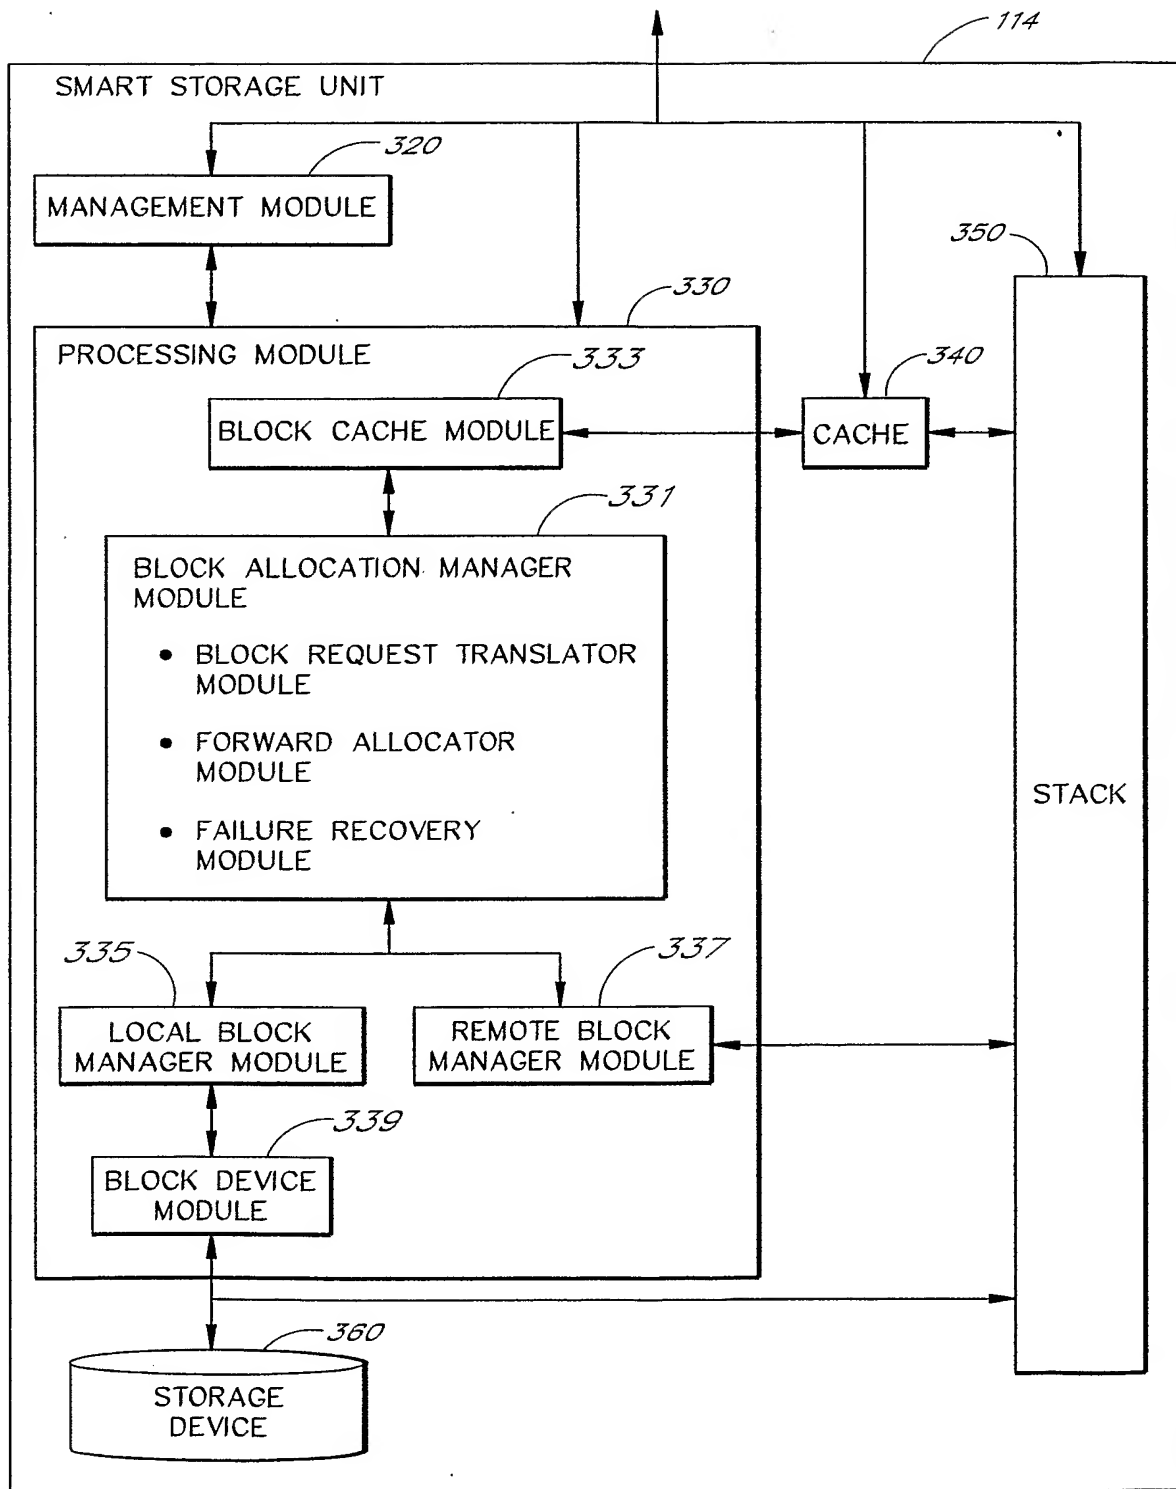 114
SMART STORAGE UNIT
320
MANAGEMENT MODULE
350
330
PROCESSING MODULE
333
340
BLOCK CACHE MODULE
CACHE
331
BLOCK ALLOCATION MANAGER
MODULE
• BLOCK REQUEST TRANSLATOR
MODULE
• FORWARD ALLOCATOR
MODULE
STACK
• FAILURE RECOVERY
MODULE
335
337
LOCAL BLOCK
MANAGER MODULE
REMOTE BLOCK
MANAGER MODULE
339
BLOCK DEVICE
MODULE
360
STORAGE
DEVICE